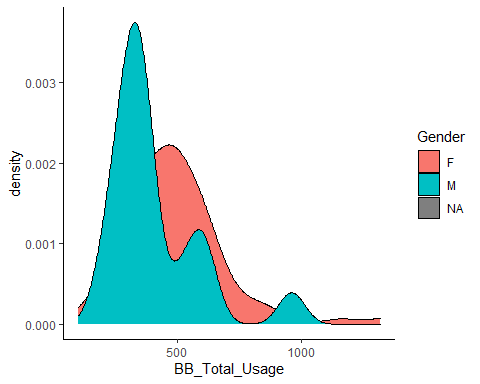 density
0.003
0.002
0.001
0.000
500
1000
BB_Total_Usage
Gender
F
M
NA